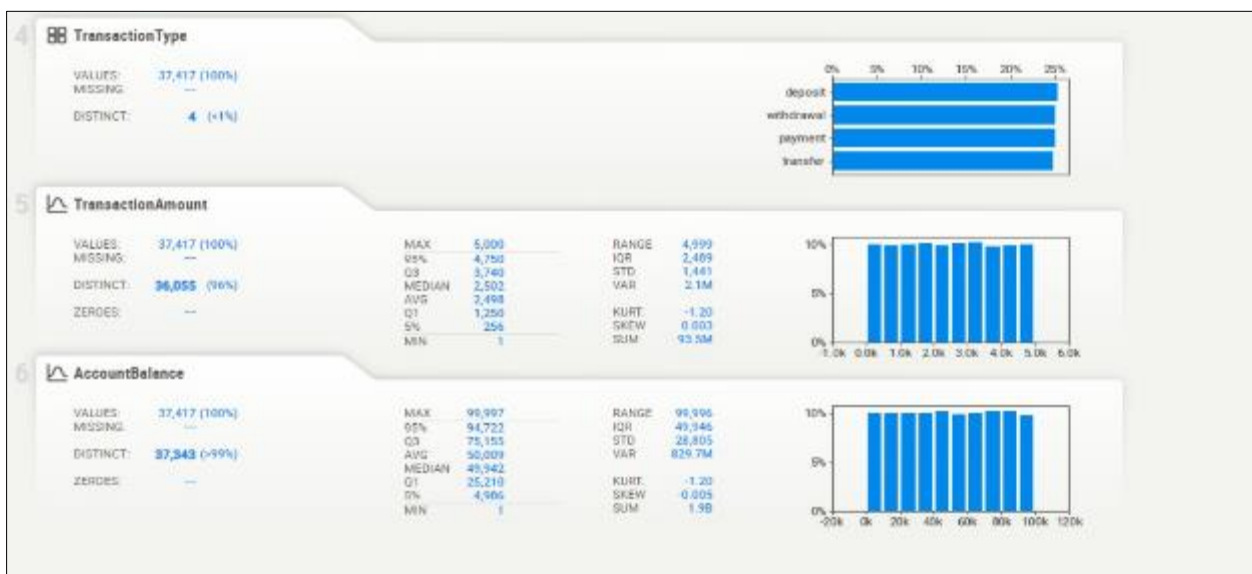 4 TransactionType
VALUES: 37,417 (100%)
MISSING: ---
DISTINCT: 4 (<1%)
0% 5% 10% 15% 20% 25%
deposit
withdrawal
payment
transfer
5 TransactionAmount
VALUES: 37,417 (100%)
MISSING: ---
DISTINCT: 36,055 (96%)
ZEROES: ---
MAX 5,000
95% 4,750
Q3 3,740
MEDIAN 2,502
AVG 2,498
Q1 1,250
5% 256
MIN 1
RANGE 4,999
IQR 2,489
STD 1,441
VAR 2.1M
KURT. -1.20
SKEW 0.003
SUM 93.5M
10%
5%
0%
-1.0k 0.0k 1.0k 2.0k 3.0k 4.0k 5.0k 6.0k
6 AccountBalance
VALUES: 37,417 (100%)
MISSING: ---
DISTINCT: 37,343 (>99%)
ZEROES: ---
MAX 99,997
95% 94,722
Q3 75,155
AVG 50,009
MEDIAN 49,942
Q1 25,210
5% 4,986
MIN 1
RANGE 99,996
IQR 49,946
STD 28,805
VAR 829.7M
KURT. -1.20
SKEW -0.005
SUM 1.9B
10%
5%
0%
-20k 0k 20k 40k 60k 80k 100k 120k